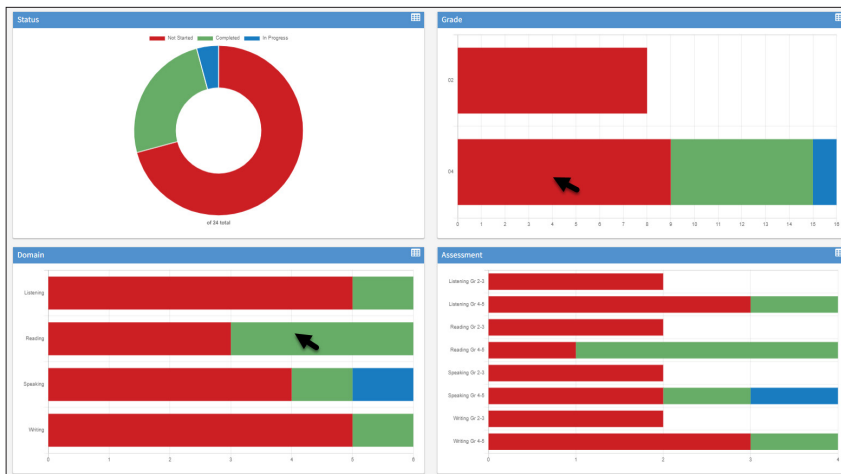 Status
Not Started Completed In Progress
of 24 total
Grade
02
04
0 1 2 3 4 5 6 7 8 9 10 11 12 13 14 15 16
Domain
Listening
Reading
Speaking
Writing
0 1 2 3 4 5 6
Assessment
Listening Gr 2-3
Listening Gr 4-5
Reading Gr 2-3
Reading Gr 4-5
Speaking Gr 2-3
Speaking Gr 4-5
Writing Gr 2-3
Writing Gr 4-5
0 1 2 3 4